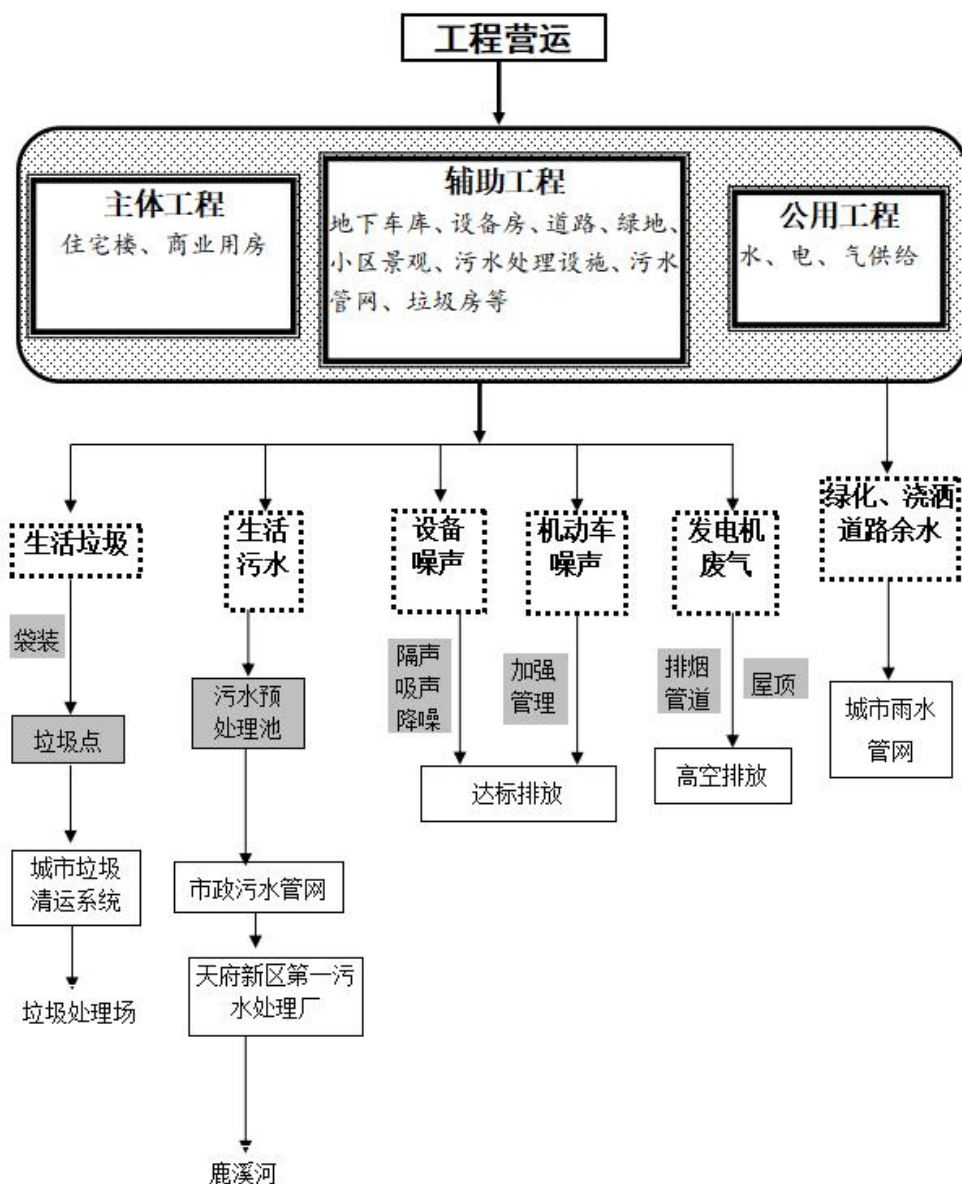 工程营运
主体工程
住宅楼、商业用房
辅助工程
地下车库、设备房、道路、绿地、
小区景观、污水处理设施、污水
管网、垃圾房等
公用工程
水、电、气供给
生活垃圾
生活
污水
设备
噪声
机动车
噪声
发电机
废气
绿化、浇洒
道路余水
袋装
隔声
吸声
降噪
加强
管理
排烟
管道
屋顶
垃圾点
污水预
处理池
达标排放
高空排放
城市雨水
管网
城市垃圾
清运系统
市政污水管网
垃圾处理场
天府新区第一污
水处理厂
鹿溪河